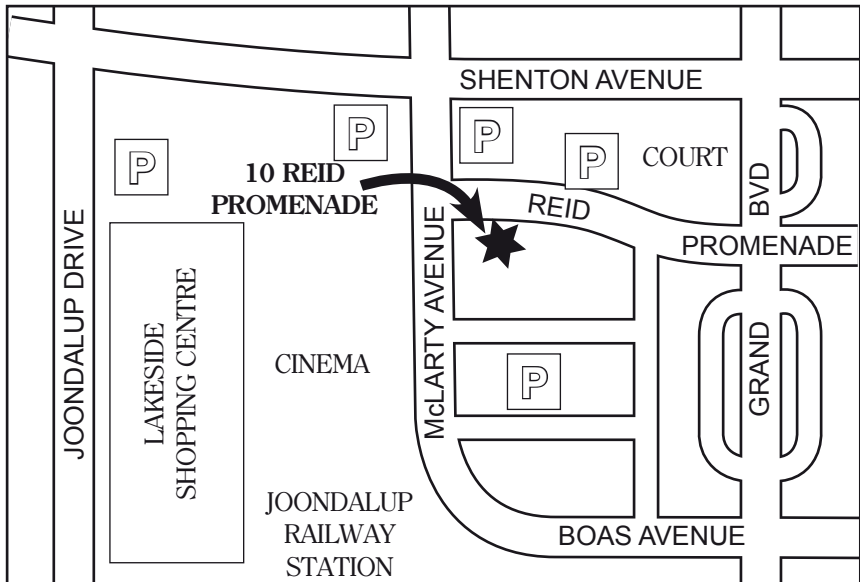 SHENTON AVENUE
P
P
P
P
COURT
10 REID
PROMENADE
REID
PROMENADE
BVD
GRAND
JOONDALUP DRIVE
LAKESIDE
SHOPPING CENTRE
CINEMA
McLARTY AVENUE
P
JOONDALUP
RAILWAY
STATION
BOAS AVENUE